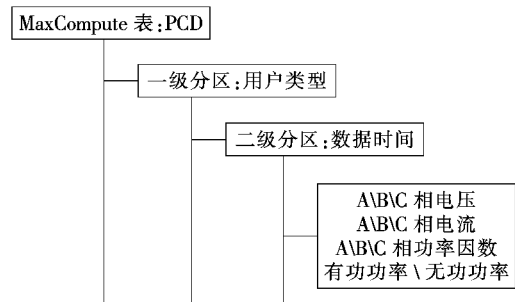 MaxCompute 表:PCD
一级分区:用户类型
二级分区:数据时间
A\B\C 相电压
A\B\C 相电流
A\B\C 相功率因数
有功功率 \ 无功功率